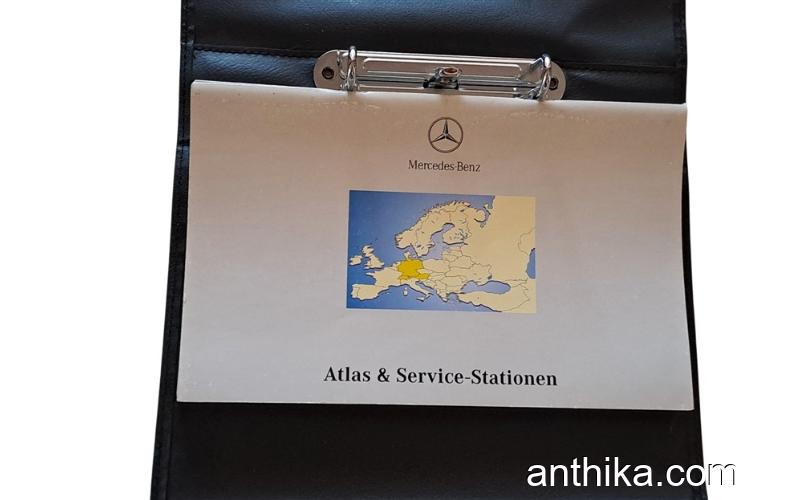 Mercedes-Benz
Atlas & Service-Stationen
anthika.com